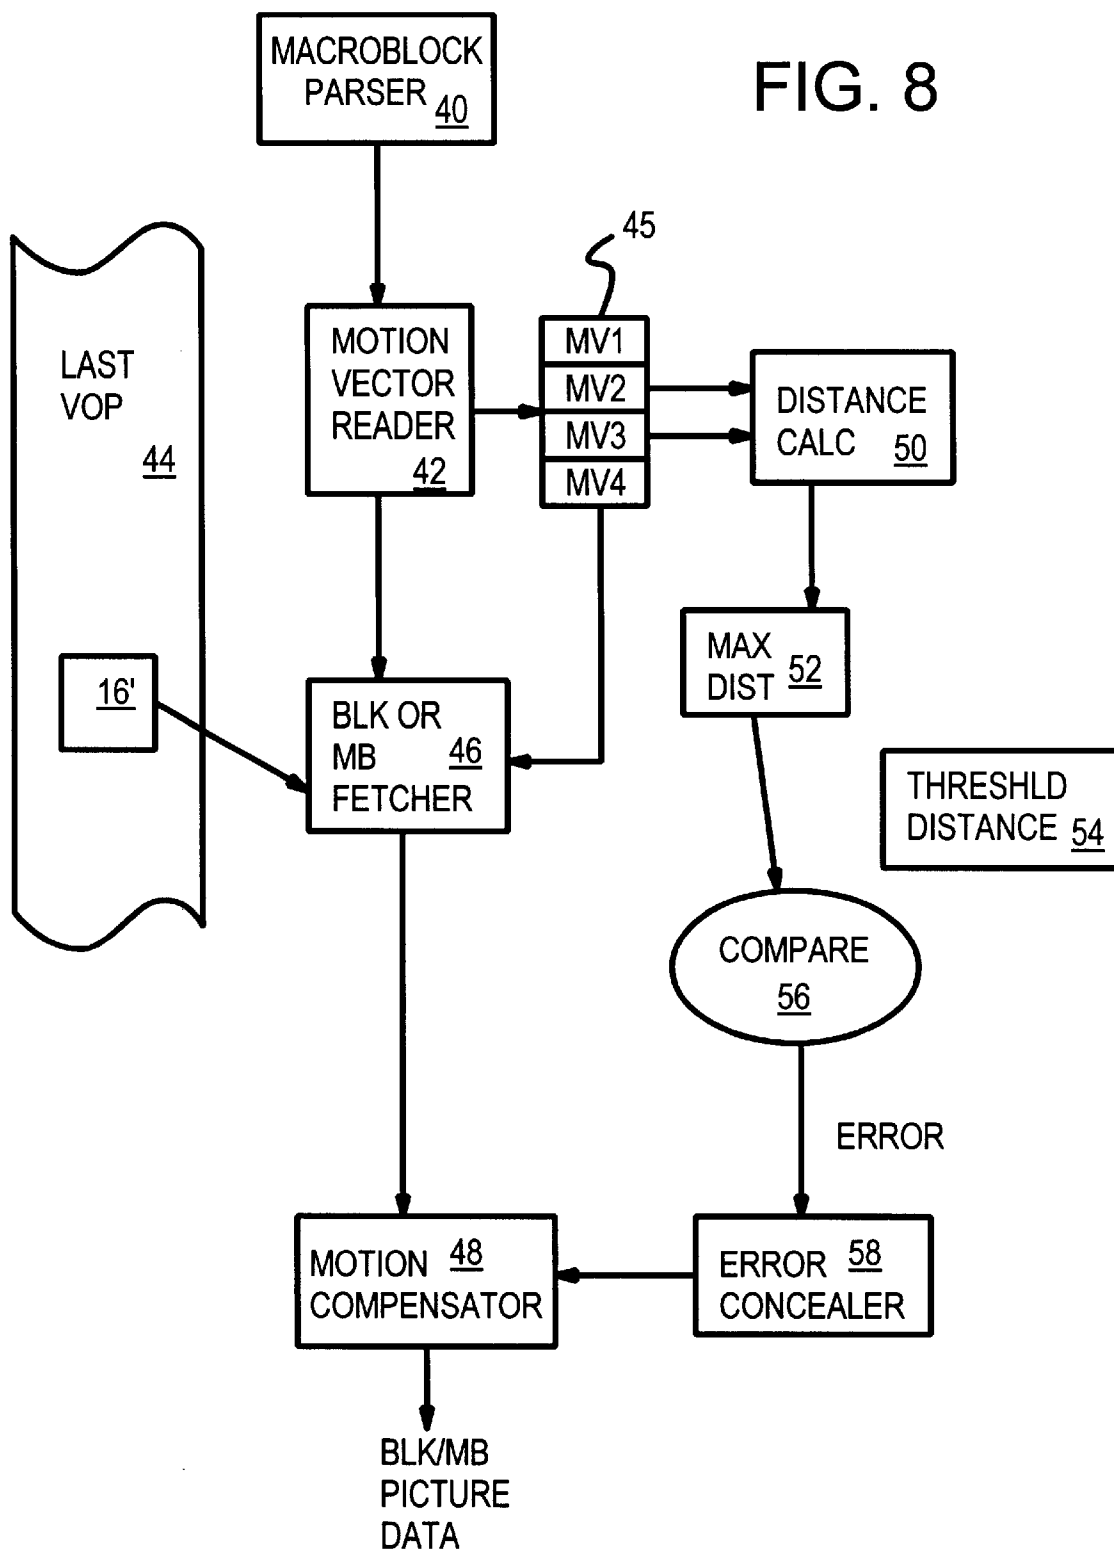 MACROBLOCK
PARSER 40
FIG. 8
45
LAST
VOP
44
MOTION
VECTOR
READER
42
MV1
MV2
MV3
MV4
DISTANCE
CALC 50
MAX
DIST 52
16'
BLK OR
MB 46
FETCHER
THRESHLD
DISTANCE 54
COMPARE
56
ERROR
MOTION 48
COMPENSATOR
ERROR 58
CONCEALER
BLK/MB
PICTURE
DATA